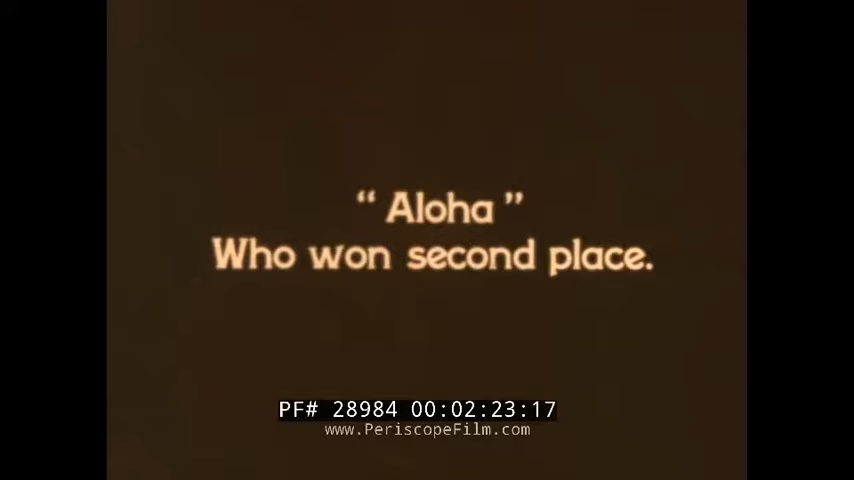 “ Aloha ”
Who won second place.
PF# 28984 00:02:23:17
www.PeriscopeFilm.com